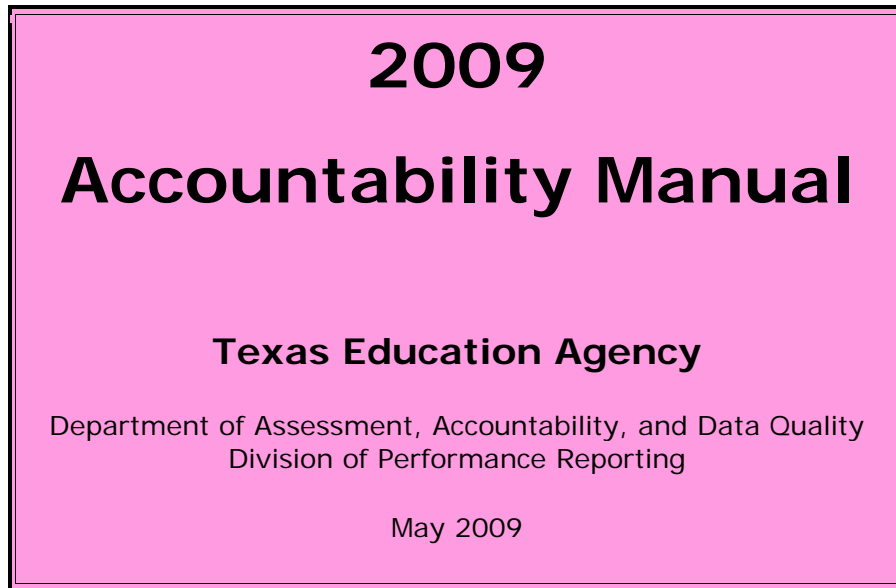 2009
Accountability Manual
Texas Education Agency
Department of Assessment, Accountability, and Data Quality
Division of Performance Reporting
May 2009